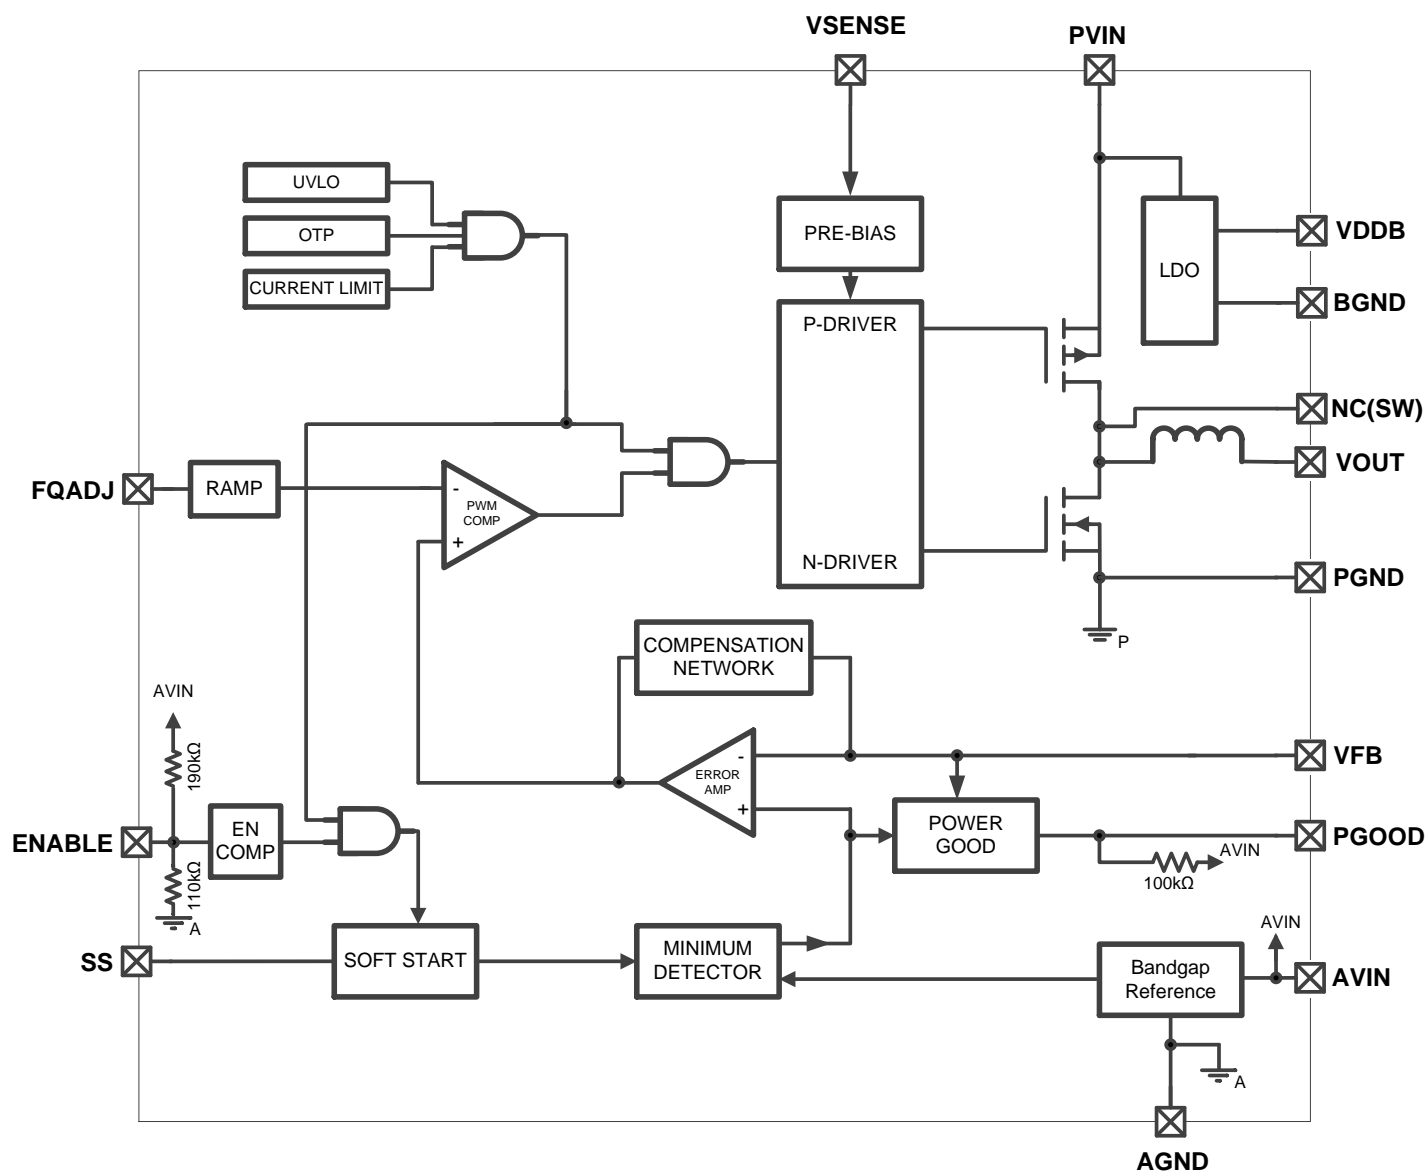 VSENSE
PVIN
UVLO
OTP
CURRENT LIMIT
PRE-BIAS
LDO
VDDB
BGND
P-DRIVER
N-DRIVER
NC(SW)
VOUT
FQADJ
RAMP
-
PWM
COMP
+
PGND
P
COMPENSATION
NETWORK
AVIN
190kΩ
ENABLE
EN
COMP
110kΩ
A
-
ERROR
AMP
+
VFB
POWER
GOOD
PGOOD
AVIN
100kΩ
SS
SOFT START
MINIMUM
DETECTOR
Bandgap
Reference
AVIN
AVIN
A
AGND